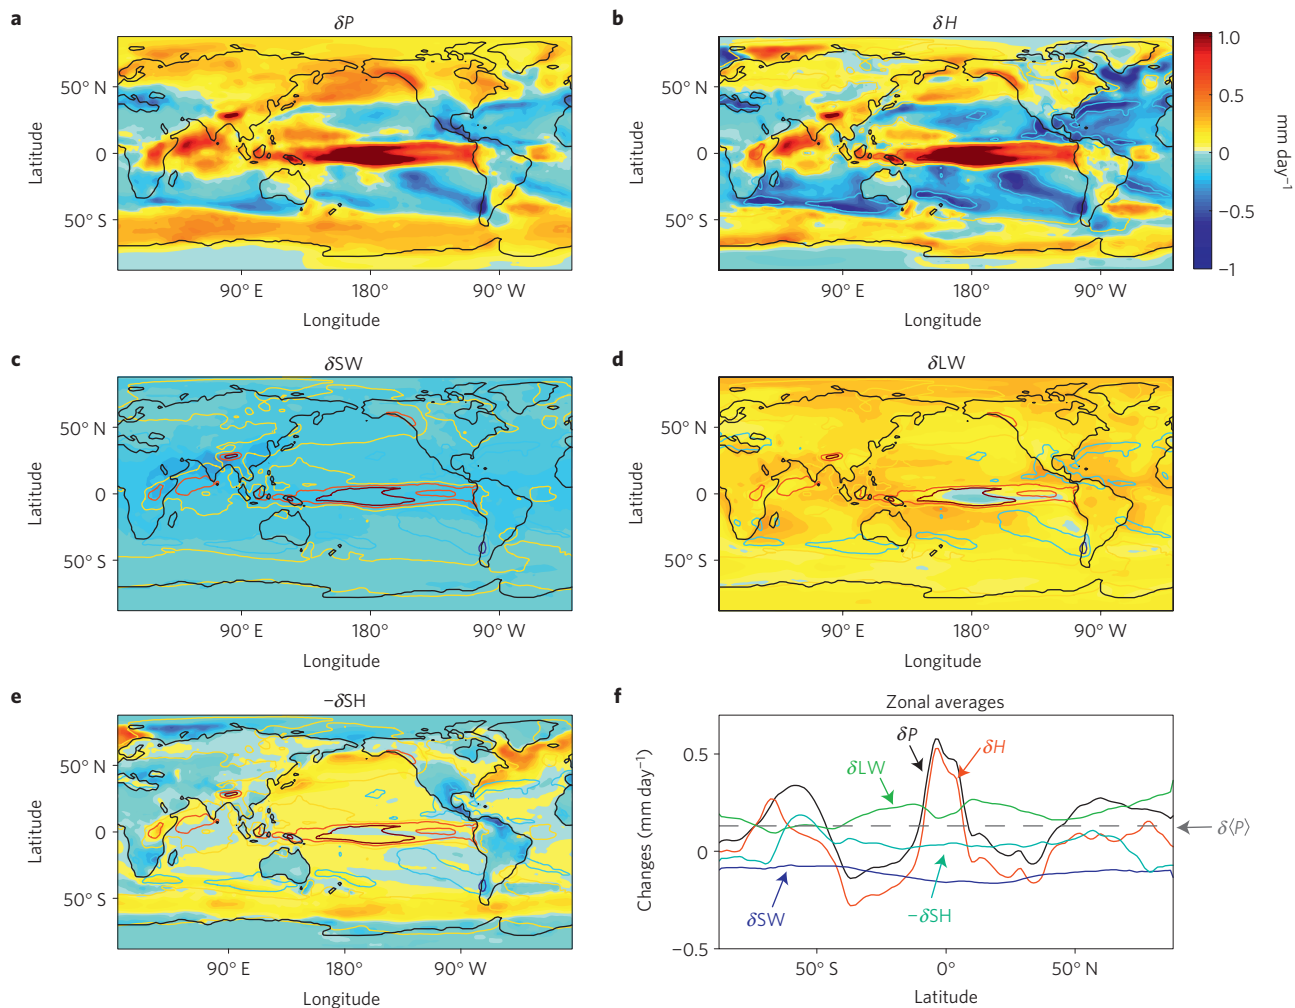 a
δP
50° N
0
50° S
Latitude
90° E
180°
90° W
Longitude
b
δH
50° N
0
50° S
Latitude
90° E
180°
90° W
Longitude
1.0
0.5
0
−0.5
−1
mm day⁻¹
c
δSW
50° N
0
50° S
Latitude
90° E
180°
90° W
Longitude
d
δLW
50° N
0
50° S
Latitude
90° E
180°
90° W
Longitude
e
−δSH
50° N
0
50° S
Latitude
90° E
180°
90° W
Longitude
f
Zonal averages
0.5
0
−0.5
Changes (mm day⁻¹)
δP
δH
δLW
δ⟨P⟩
δSW
−δSH
50° S
0°
50° N
Latitude